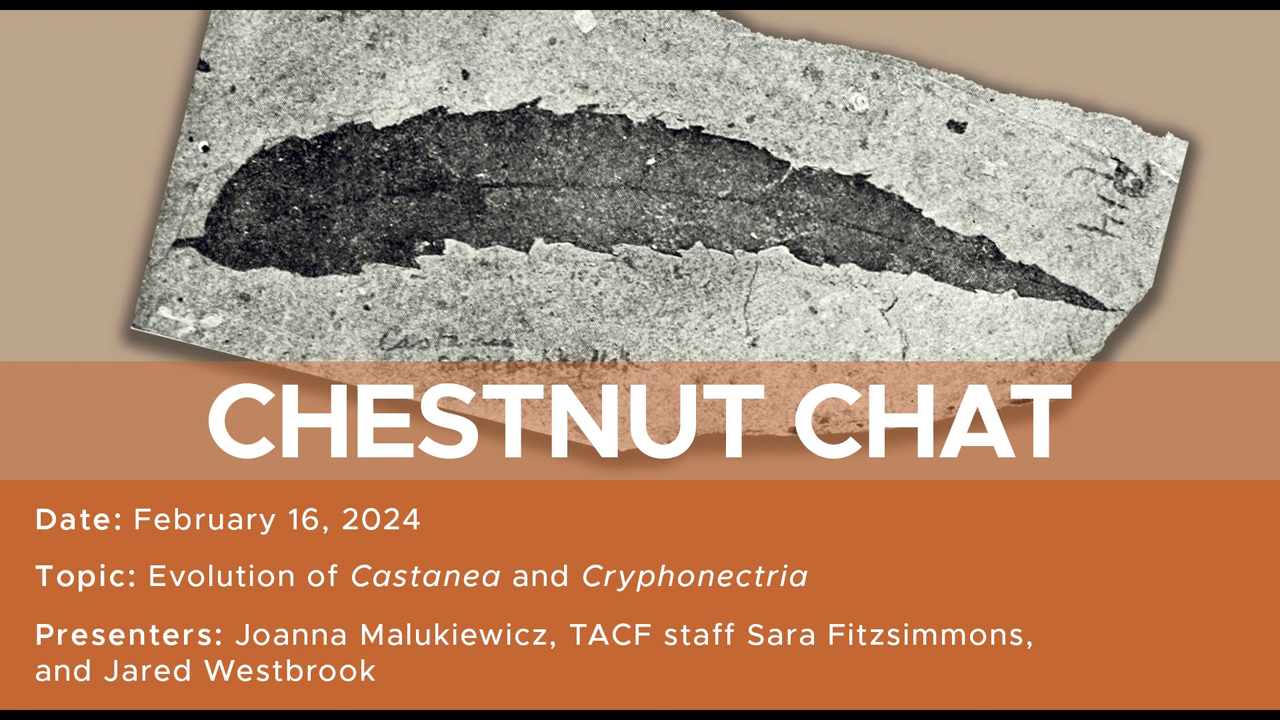 Castanea
CHESTNUT CHAT
Date: February 16, 2024
Topic: Evolution of Castanea and Cryphonectria
Presenters: Joanna Malukiewicz, TACF staff Sara Fitzsimmons,
and Jared Westbrook